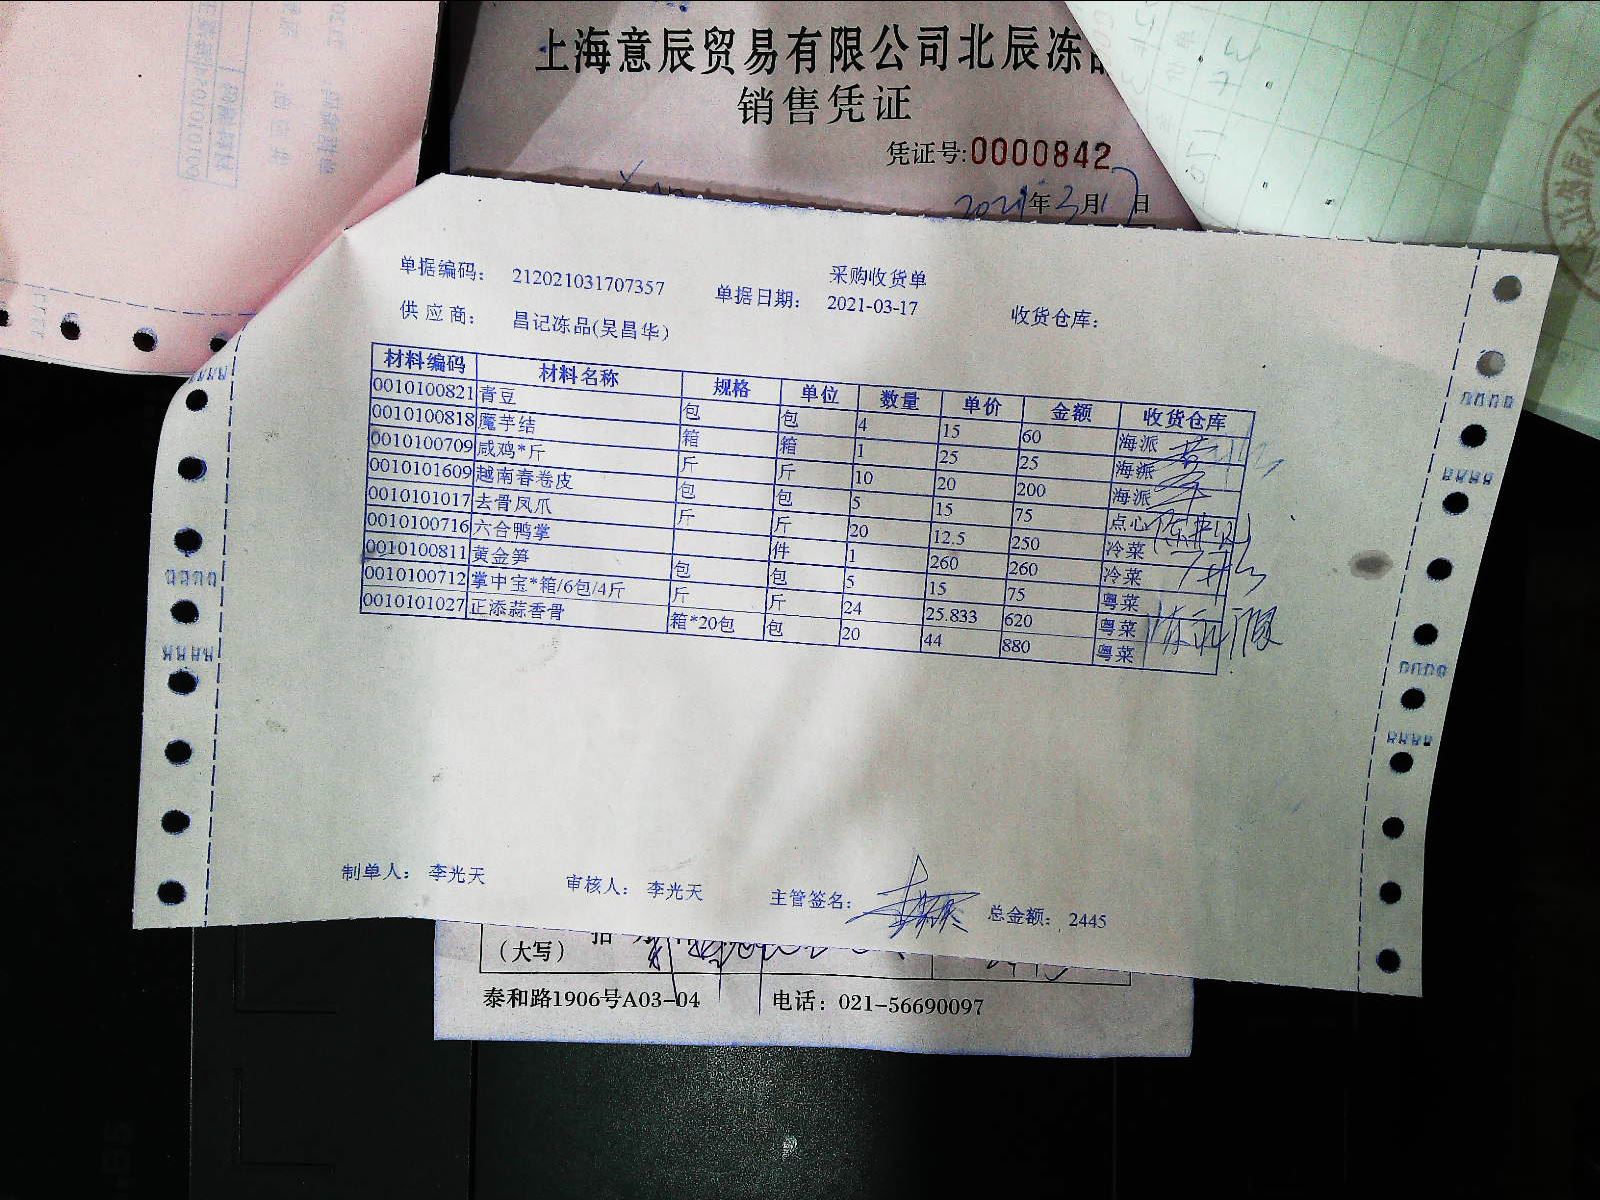 上海意辰贸易有限公司北辰冻
销售凭证
凭证号:0000842
2021年3月17日
采购收货单
单据编码： 212021031707357 单据日期： 2021-03-17 收货仓库：
供应商： 昌记冻品(吴昌华)
材料编码 材料名称 规格 单位 数量 单价 金额 收货仓库
0010100821 青豆 包 包 4 15 60 海派
0010100818 魔芋结 箱 箱 1 25 25 海派
0010100709 咸鸡*斤 斤 斤 10 20 200 海派
0010101609 越南春卷皮 包 包 5 15 75 点心
0010101017 去骨凤爪 斤 斤 20 12.5 250 冷菜
0010100716 六合鸭掌 件 1 260 260 冷菜
0010100811 黄金笋 包 包 5 15 75 粤菜
0010100712 掌中宝*箱/6包/4斤 斤 斤 24 25.833 620 粤菜
0010101027 正添蒜香骨 箱*20包 包 20 44 880 粤菜
制单人： 李光天 审核人： 李光天 主管签名： 总金额： 2445
（大写）
泰和路1906号A03-04 电话：021-56690097